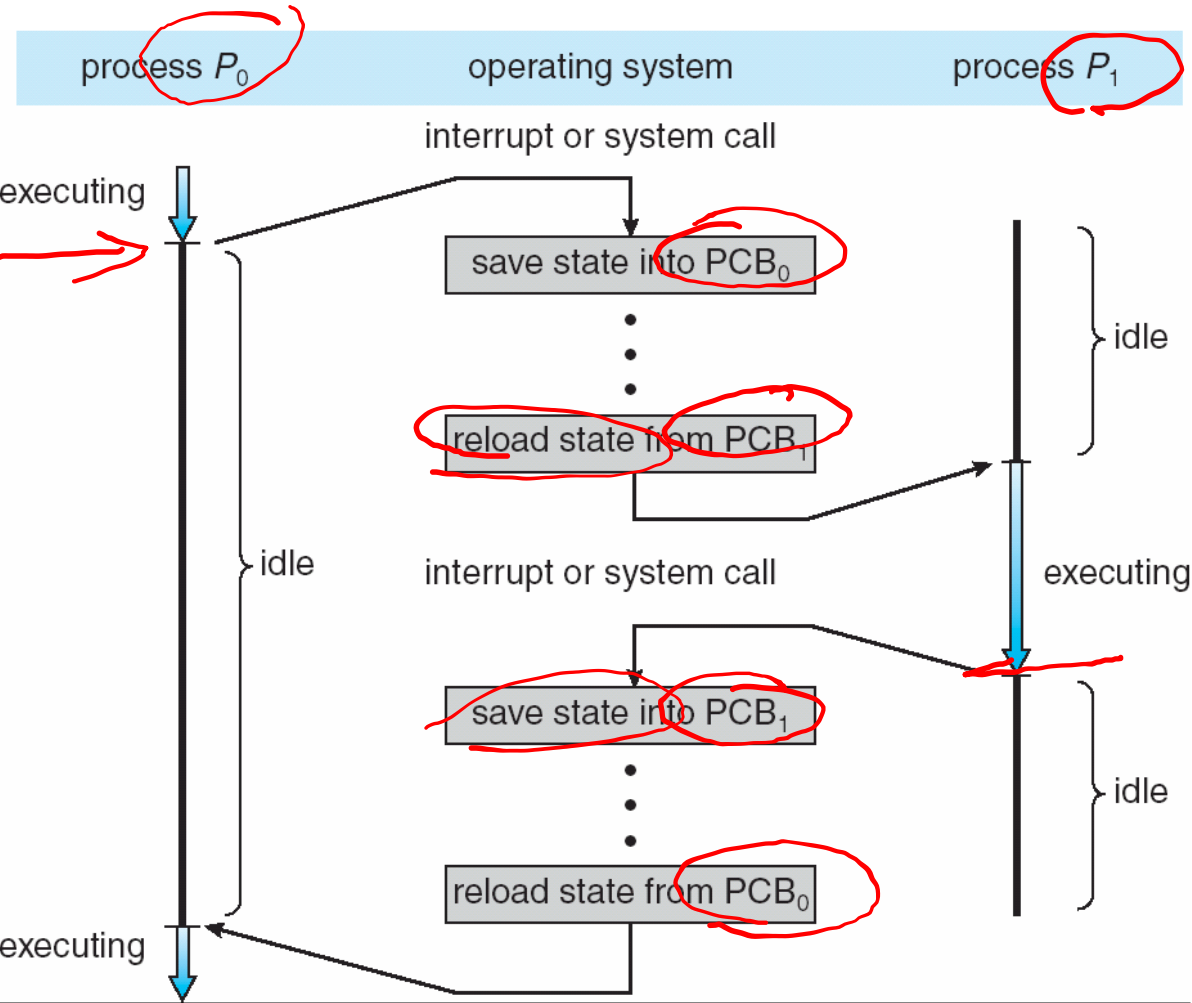 process P₀ operating system process P₁
interrupt or system call
executing
save state into PCB₀
idle
reload state from PCB₁
idle
interrupt or system call
executing
save state into PCB₁
idle
reload state from PCB₀
executing